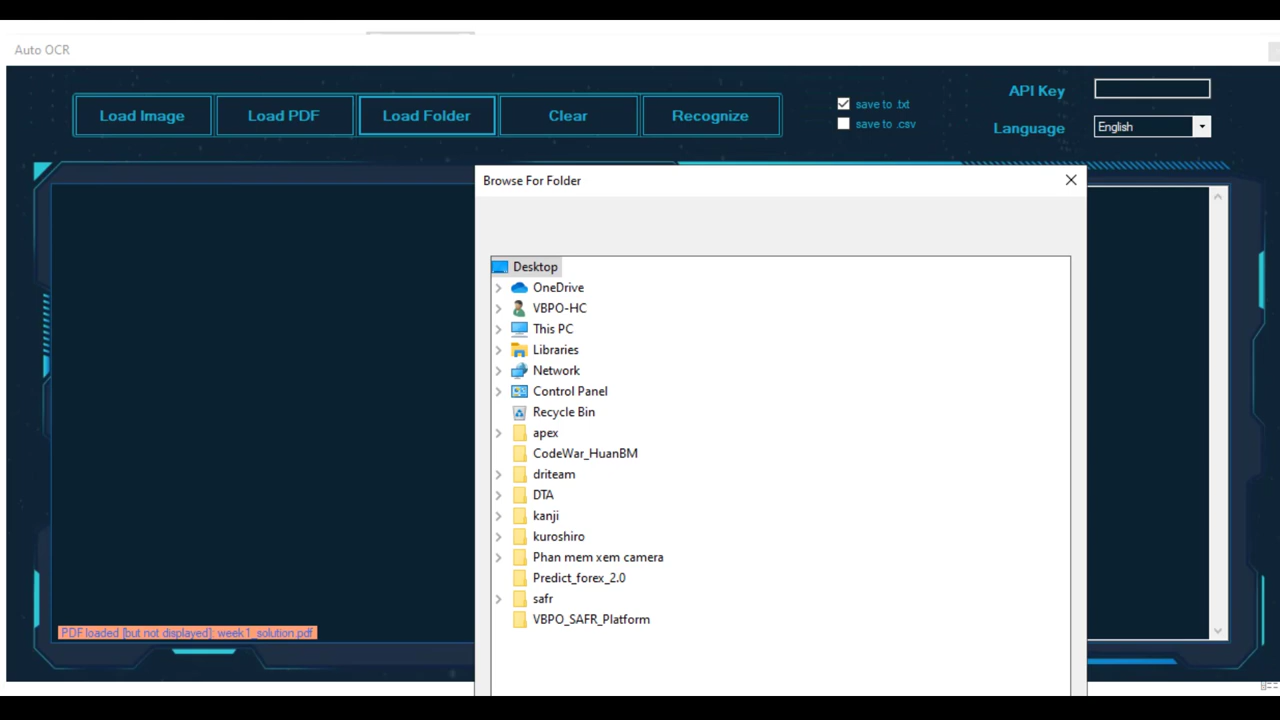 Auto OCR
Load Image
Load PDF
Load Folder
Clear
Recognize
save to .txt
save to .csv
API Key
Language
English
Browse For Folder
Desktop
OneDrive
VBPO-HC
This PC
Libraries
Network
Control Panel
Recycle Bin
apex
CodeWar_HuanBM
driteam
DTA
kanji
kuroshiro
Phan mem xem camera
Predict_forex_2.0
safr
VBPO_SAFR_Platform
PDF loaded [but not displayed]: week1_solution.pdf